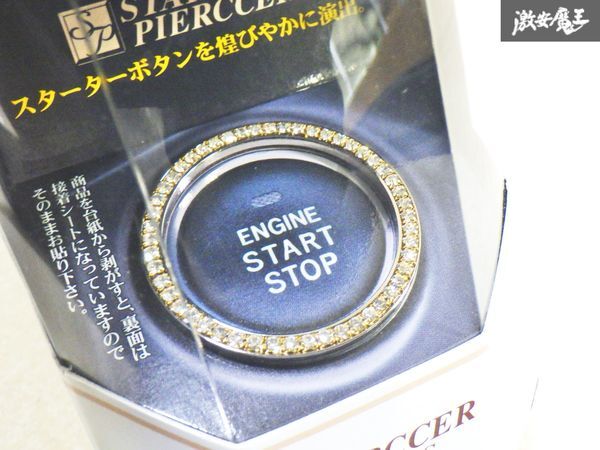 SP
PIERCCER
スターターボタンを煌びやかに演出。
激安魔王
ENGINE
START
STOP
商品を台紙から剥がすと、裏面は
接着シートになっていますので
そのままお貼り下さい。